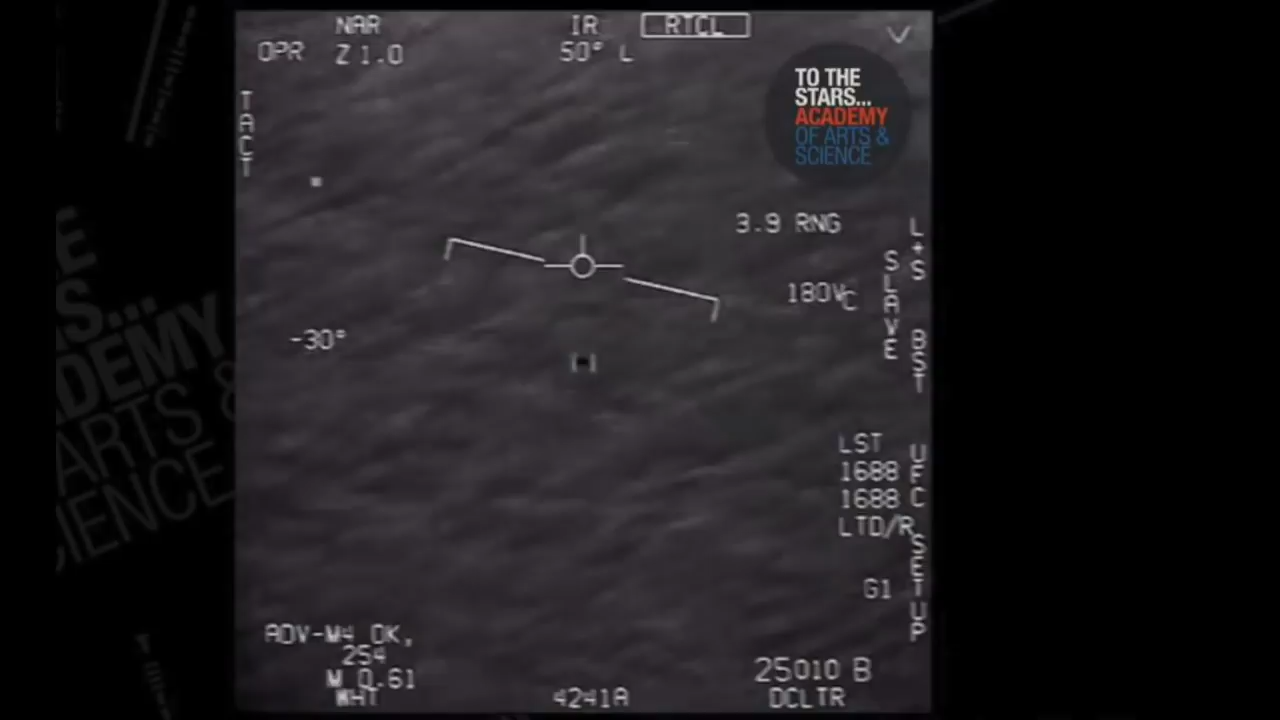 NAR
IR
RTCL
OPR
Z 1.0
50° L
TACT
TO THE
STARS...
ACADEMY
OF ARTS &
SCIENCE
3.9 RNG
L+S
SLAVE
180VC
-30°
BST
LST
1688
1688
LTD/R
UFC
SETUP
G1
ADV-M4 OK,
254
M 0.61
WHT
4241A
25010 B
DCLTR
ACADEMY
ARTS &